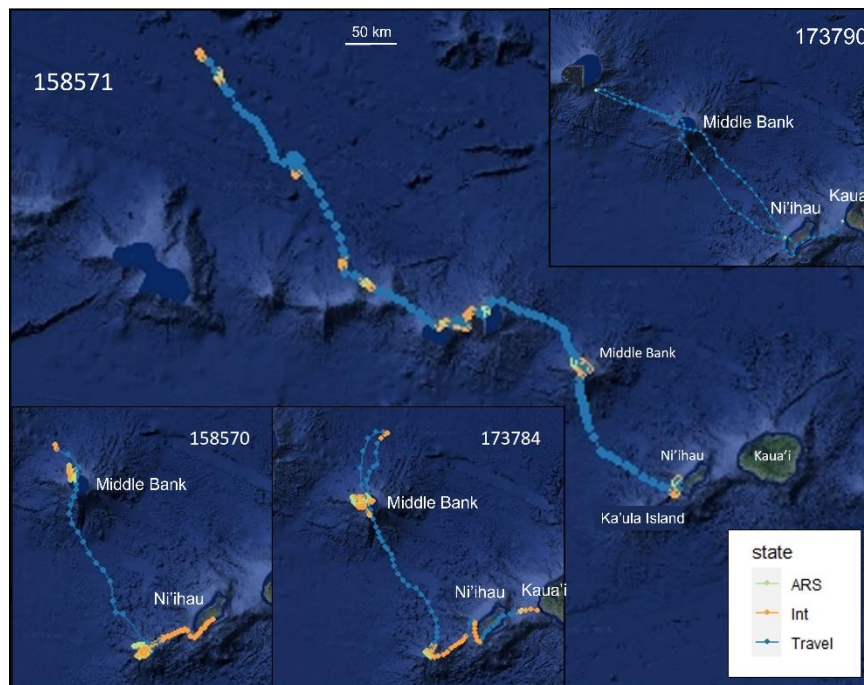 50 km
158571
173790
Middle Bank
Ni'ihau
Kaua
Middle Bank
Ni'ihau
Kaua'i
Ka'ula Island
158570
Middle Bank
Ni'ihau
173784
Middle Bank
Ni'ihau
Kaua'i
state
ARS
Int
Travel